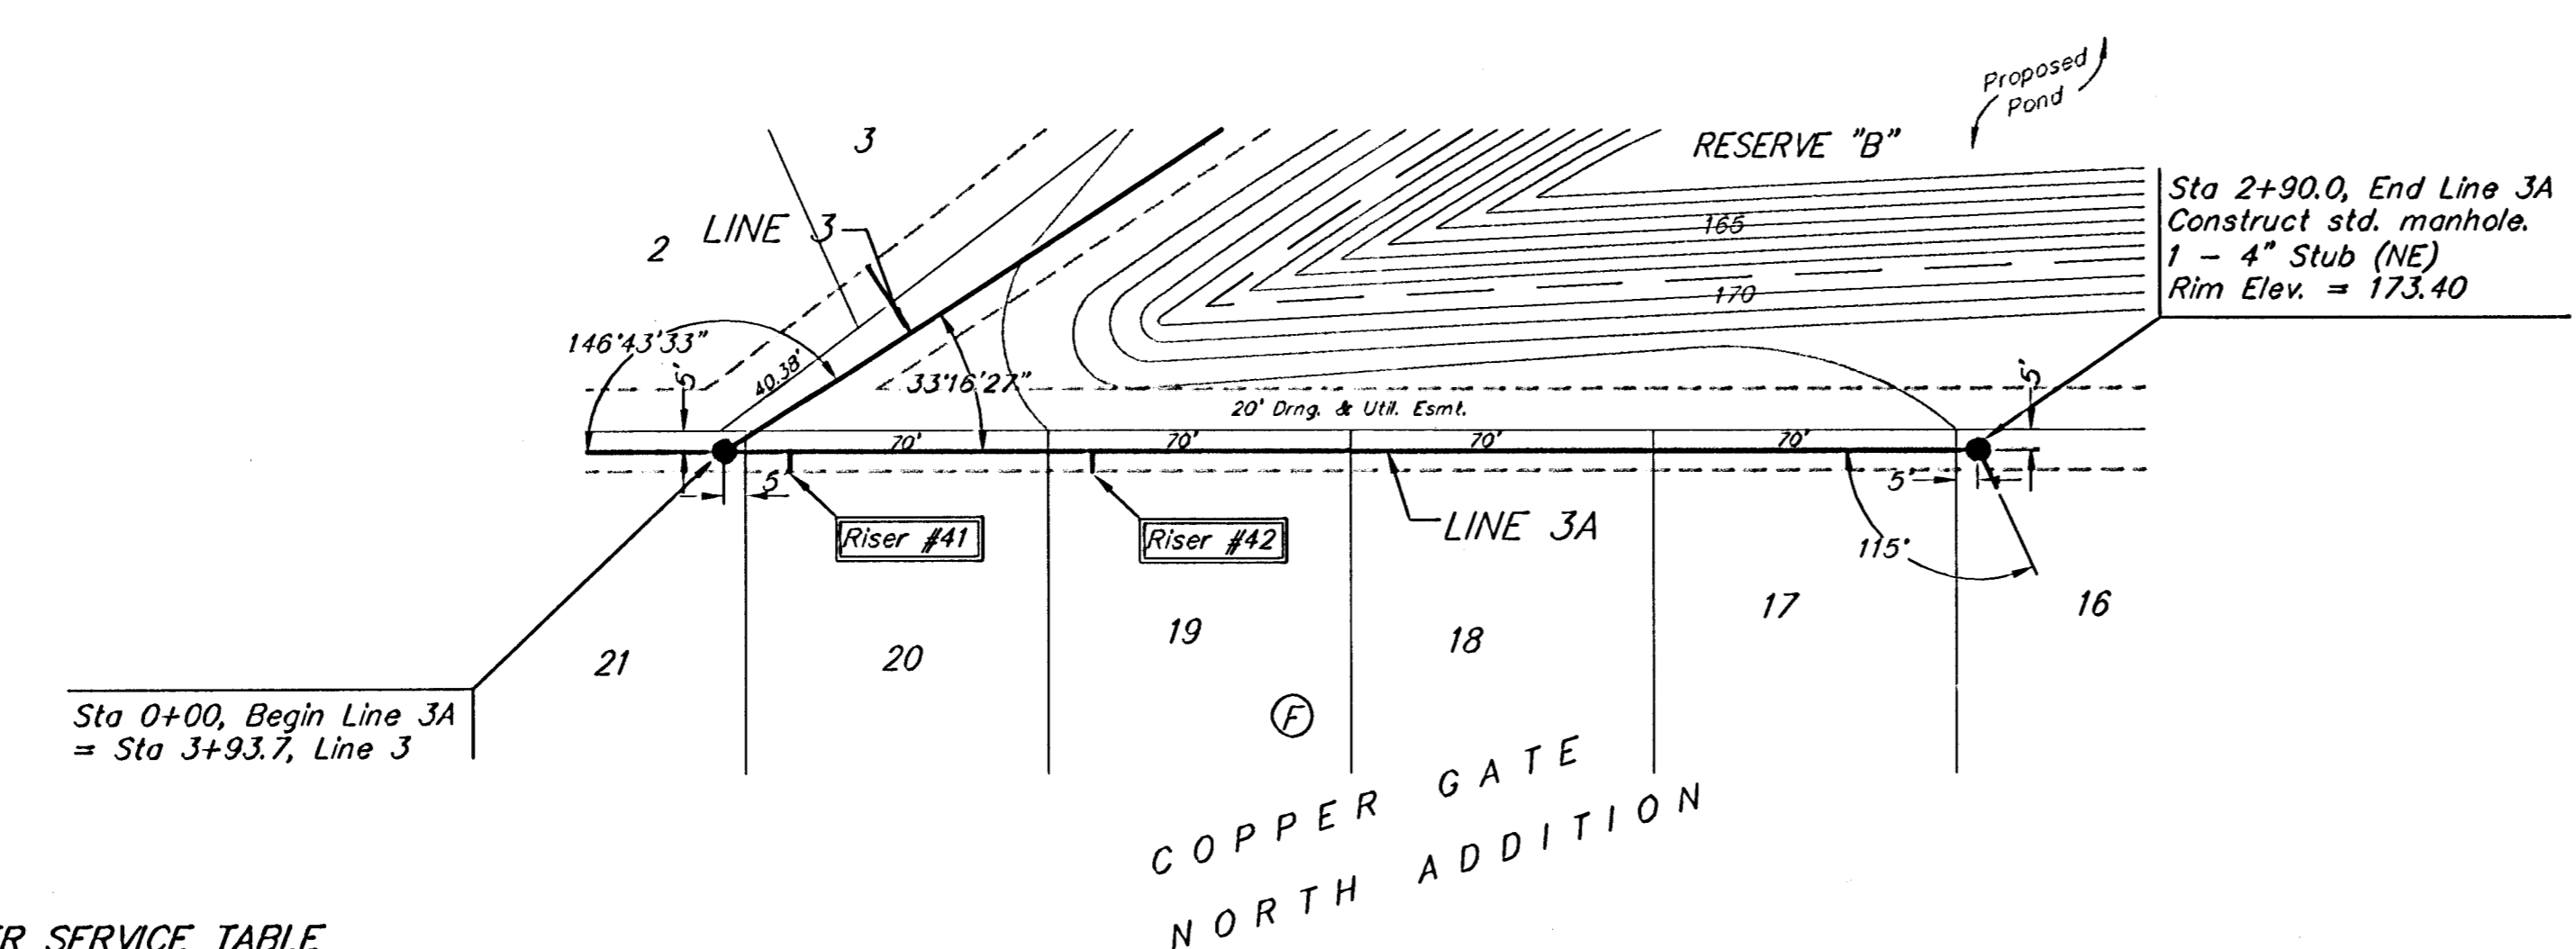 Proposed
Pond
3
RESERVE "B"
Sta 2+90.0, End Line 3A
Construct std. manhole.
1 - 4" Stub (NE)
Rim Elev. = 173.40
2
LINE 3
165
170
146°43'33"
5'
40.38'
33°16'27"
5'
20' Drng. & Util. Esmt.
70'
70'
70'
70'
5'
5'
Riser #41
Riser #42
LINE 3A
115°
21
20
19
18
17
16
F
Sta 0+00, Begin Line 3A
= Sta 3+93.7, Line 3
COPPER GATE
NORTH ADDITION
ER SERVICE TABLE